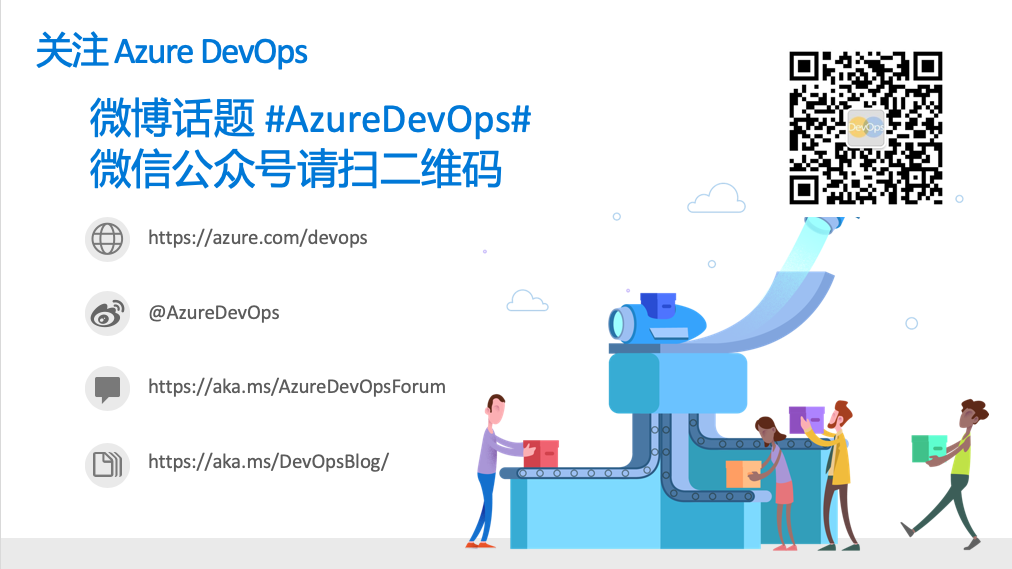 关注 Azure DevOps
微博话题 #AzureDevOps#
微信公众号请扫二维码
DevOps
https://azure.com/devops
@AzureDevOps
https://aka.ms/AzureDevOpsForum
https://aka.ms/DevOpsBlog/